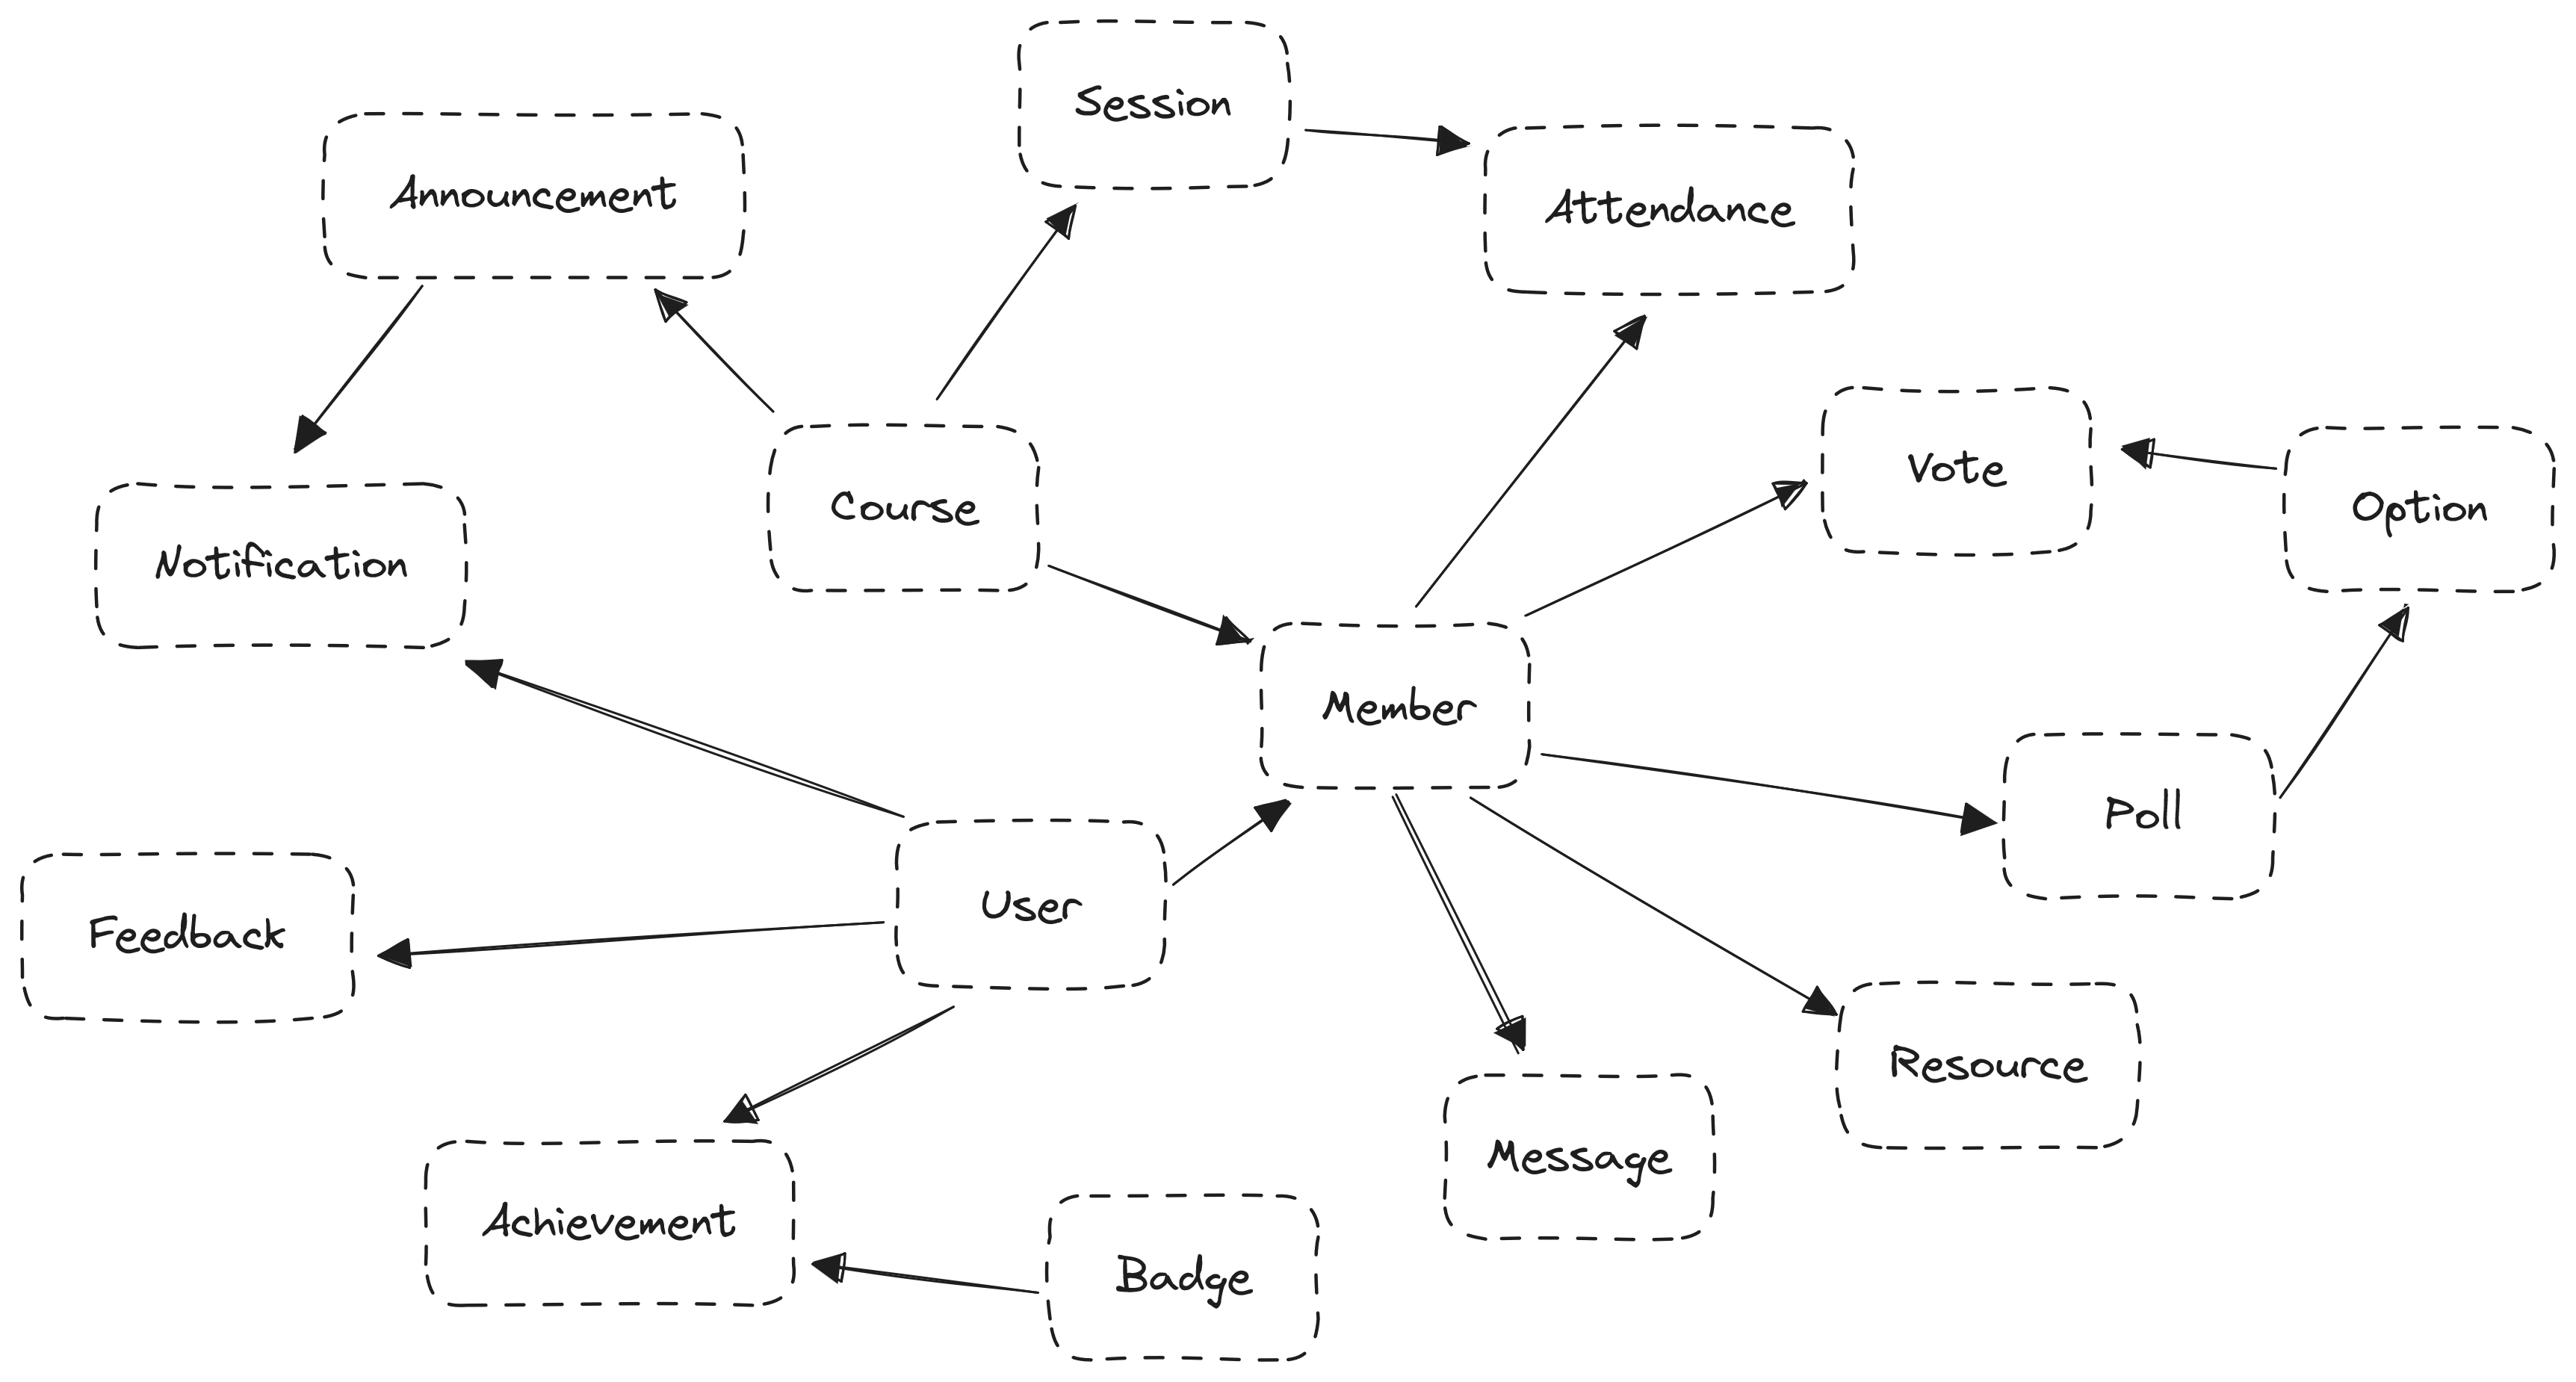 Session
Announcement
Attendance
Vote
Course
Option
Notification
Member
Poll
User
Feedback
Resource
Message
Achievement
Badge